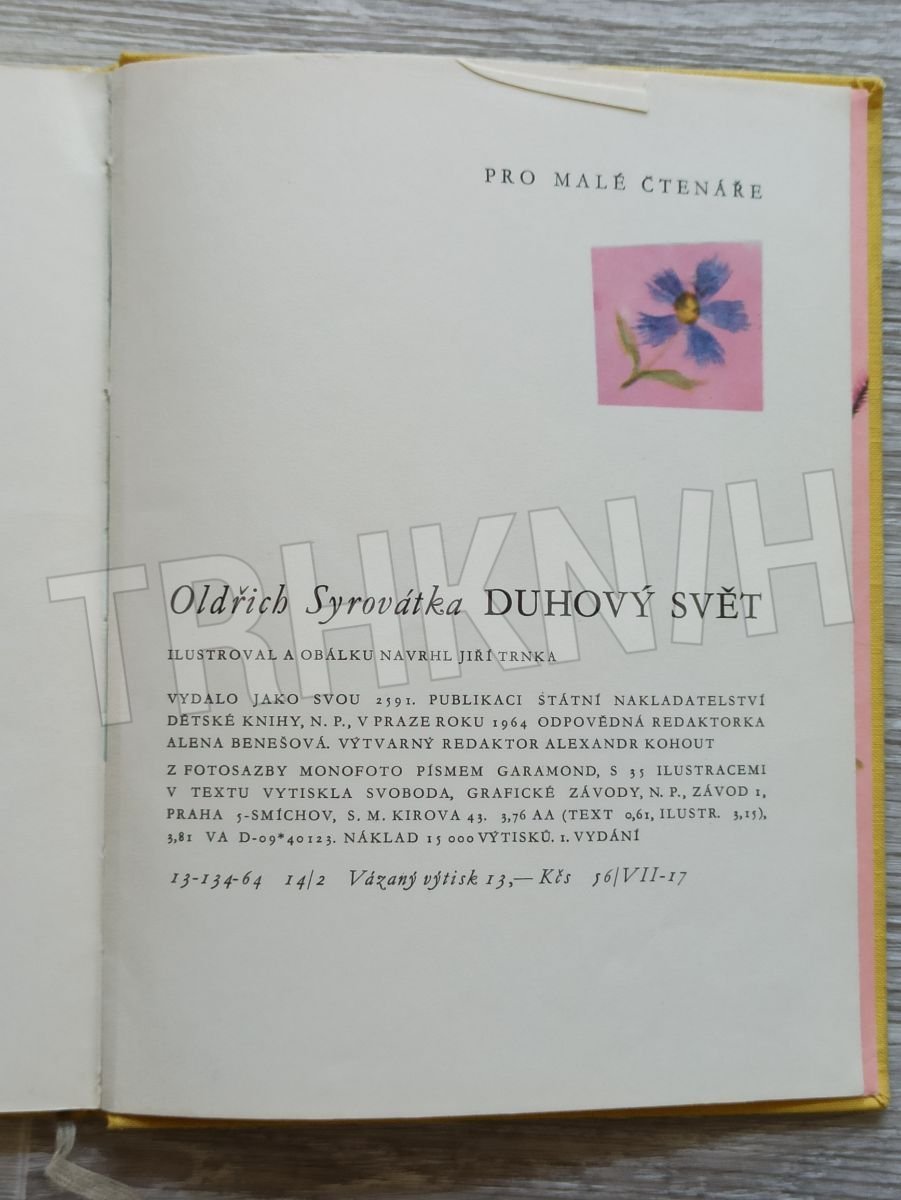 PRO MALÉ ČTENÁŘE
TRHKNIH
Oldřich Syrovátka DUHOVÝ SVĚT
ILUSTROVAL A OBÁLKU NAVRHL JIŘÍ TRNKA
VYDALO JAKO SVOU 2591. PUBLIKACI STÁTNÍ NAKLADATELSTVÍ
DĚTSKÉ KNIHY, N. P., V PRAZE ROKU 1964 ODPOVĚDNÁ REDAKTORKA
ALENA BENEŠOVÁ. VÝTVARNÝ REDAKTOR ALEXANDR KOHOUT
Z FOTOSAZBY MONOFOTO PÍSMEM GARAMOND, S 35 ILUSTRACEMI
V TEXTU VYTISKLA SVOBODA, GRAFICKÉ ZÁVODY, N. P., ZÁVOD 1,
PRAHA 5-SMÍCHOV, S. M. KIROVA 43. 3,76 AA (TEXT 0,61, ILUSTR. 3,15),
3,81 VA D-09*40123. NÁKLAD 15 000 VÝTISKŮ. 1. VYDÁNÍ
13-134-64 14/2 Vázaný výtisk 13,— Kčs 56/VII-17